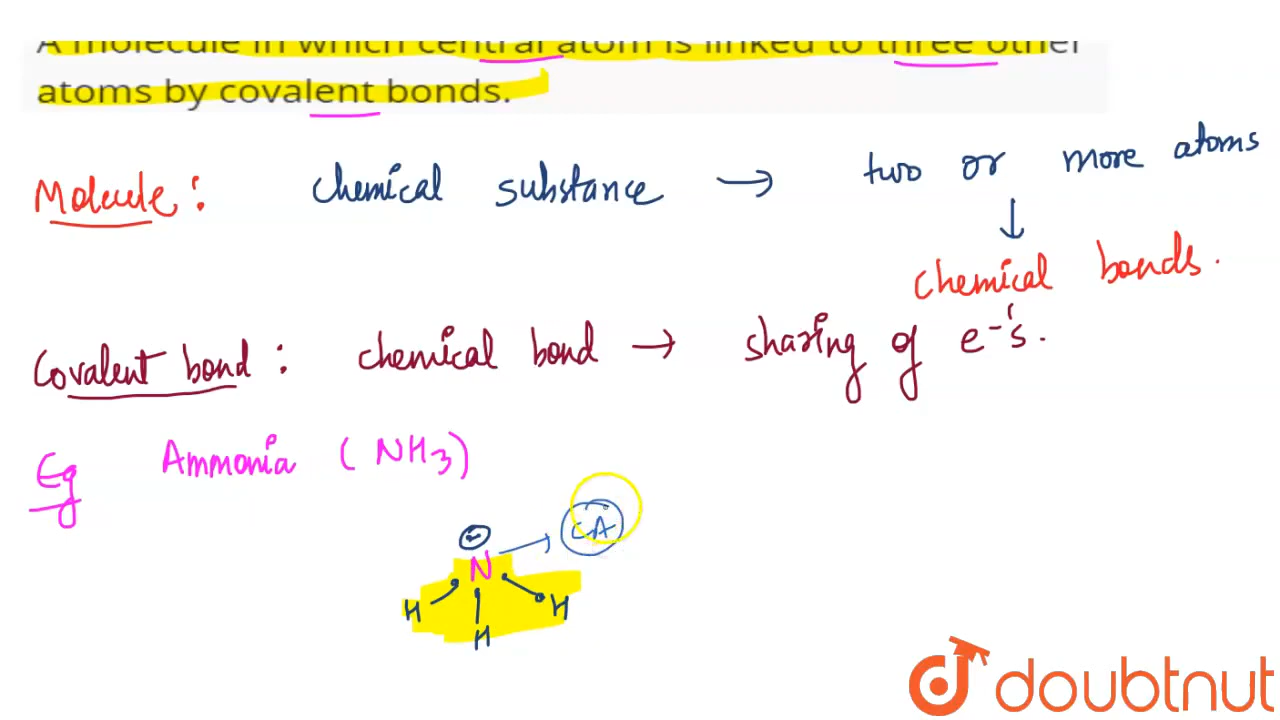 A molecule in which central atom is linked to three other
atoms by covalent bonds.
Molecule : chemical substance → two or more atoms
↓
chemical bonds.
Covalent bond : chemical bond → sharing of e-'s.
Eg Ammonia (NH3)
N → CA
H H
H
doubtnut